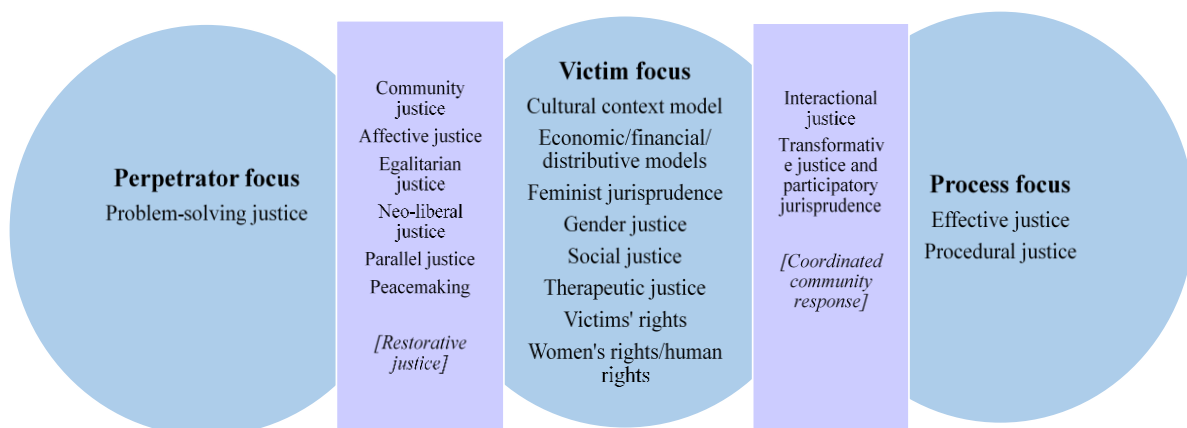 Perpetrator focus
Problem-solving justice
Community
justice
Affective justice
Egalitarian
justice
Neo-liberal
justice
Parallel justice
Peacemaking
[Restorative
justice]
Victim focus
Cultural context model
Economic/financial/
distributive models
Feminist jurisprudence
Gender justice
Social justice
Therapeutic justice
Victims' rights
Women's rights/human
rights
Interactional
justice
Transformativ
e justice and
participatory
jurisprudence
[Coordinated
community
response]
Process focus
Effective justice
Procedural justice